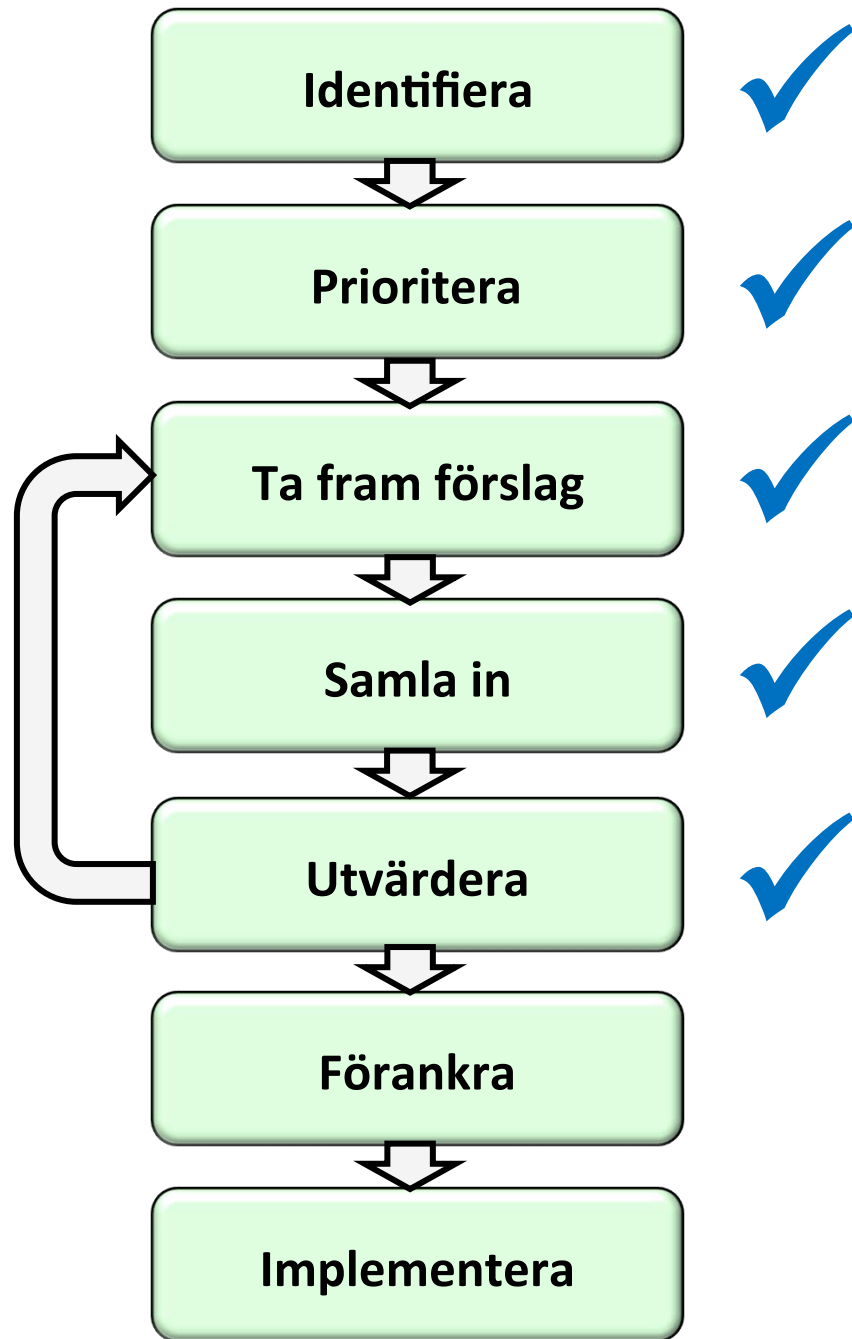 Identifiera
Prioritera
Ta fram förslag
Samla in
Utvärdera
Förankra
Implementera